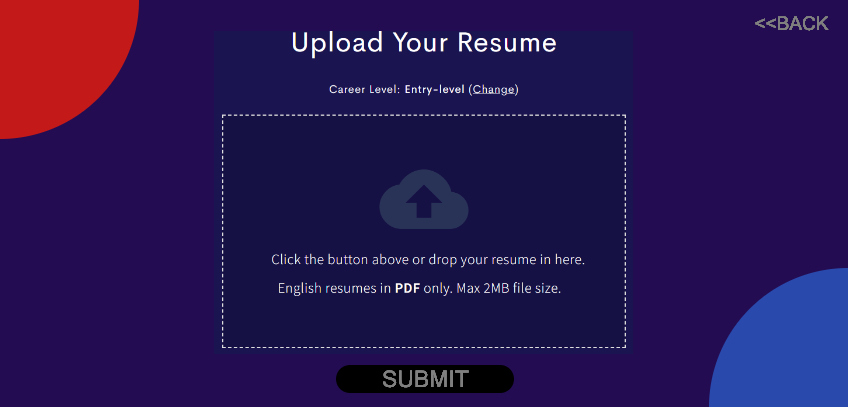 <<BACK
Upload Your Resume
Career Level: Entry-level (Change)
Click the button above or drop your resume in here.
English resumes in PDF only. Max 2MB file size.
SUBMIT